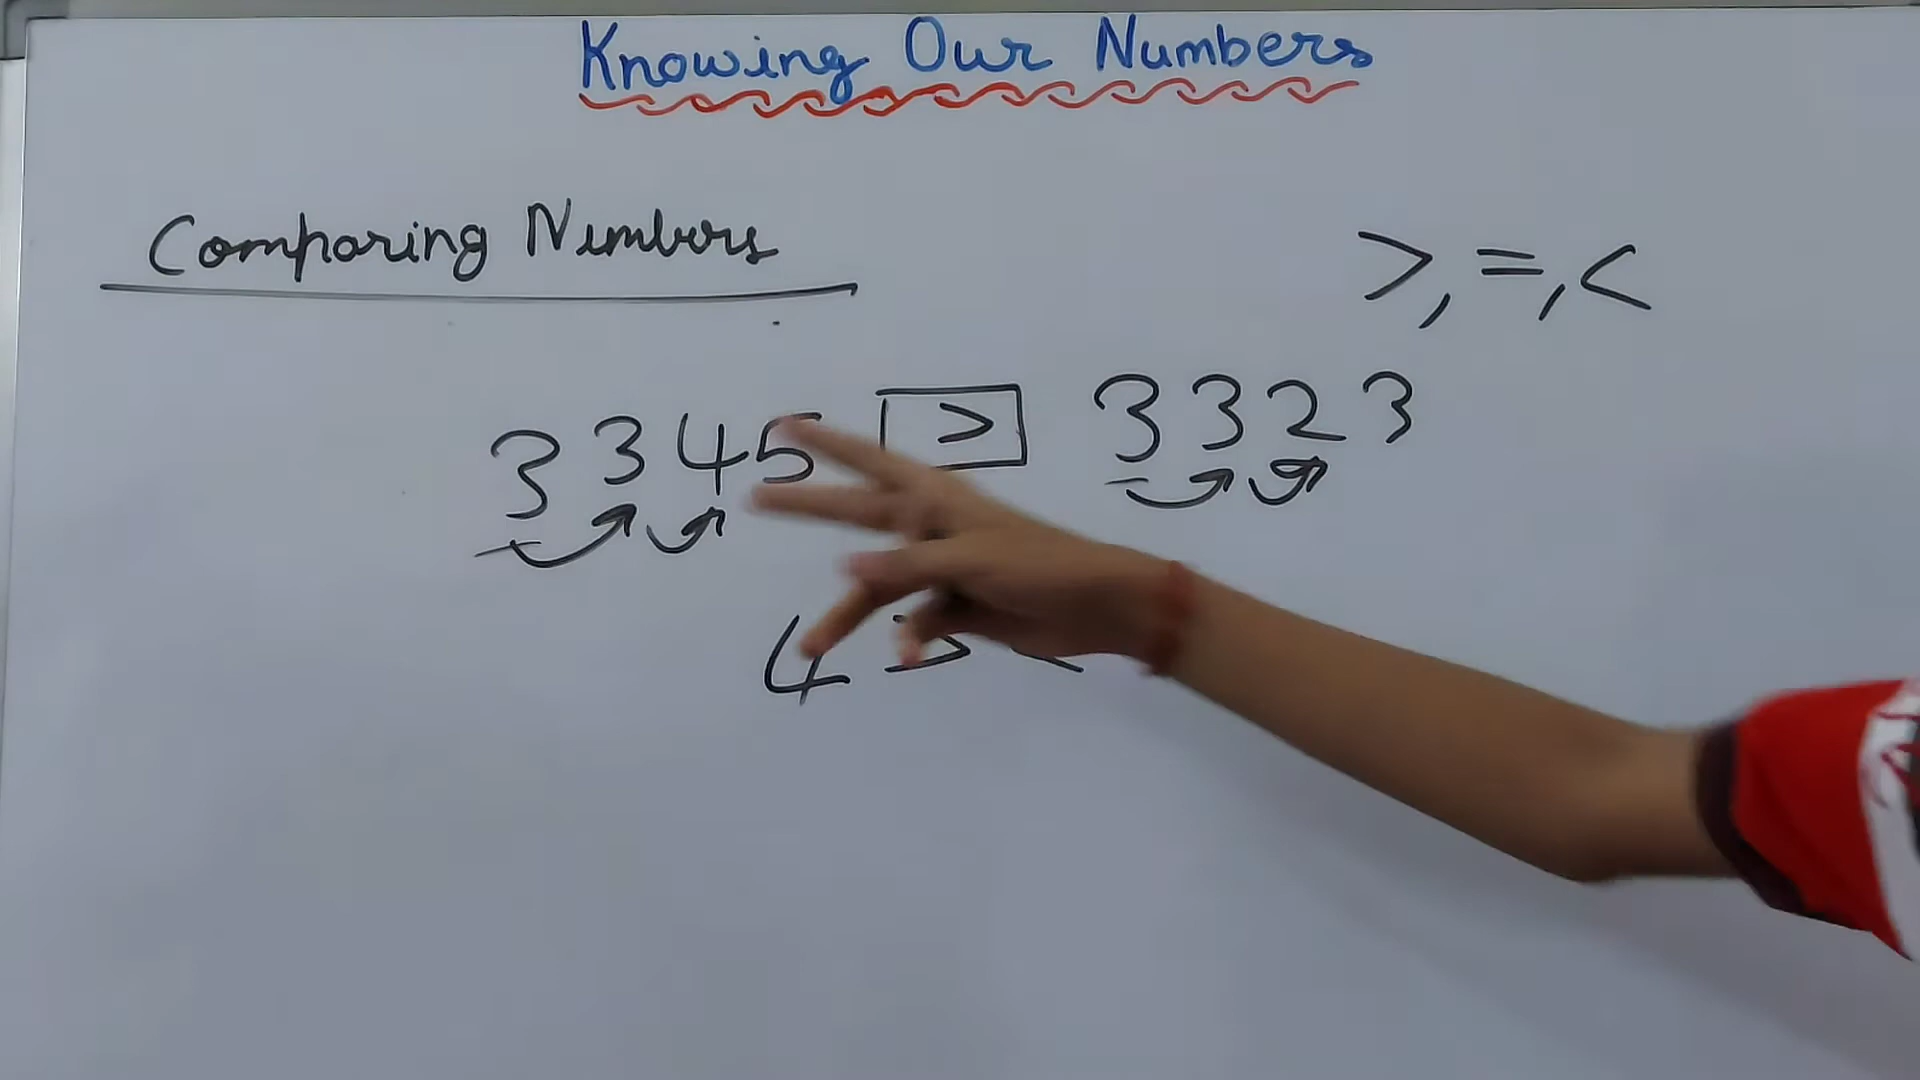 Knowing Our Numbers
Comparing Numbers
>, =, <
3345 > 3323
4 >